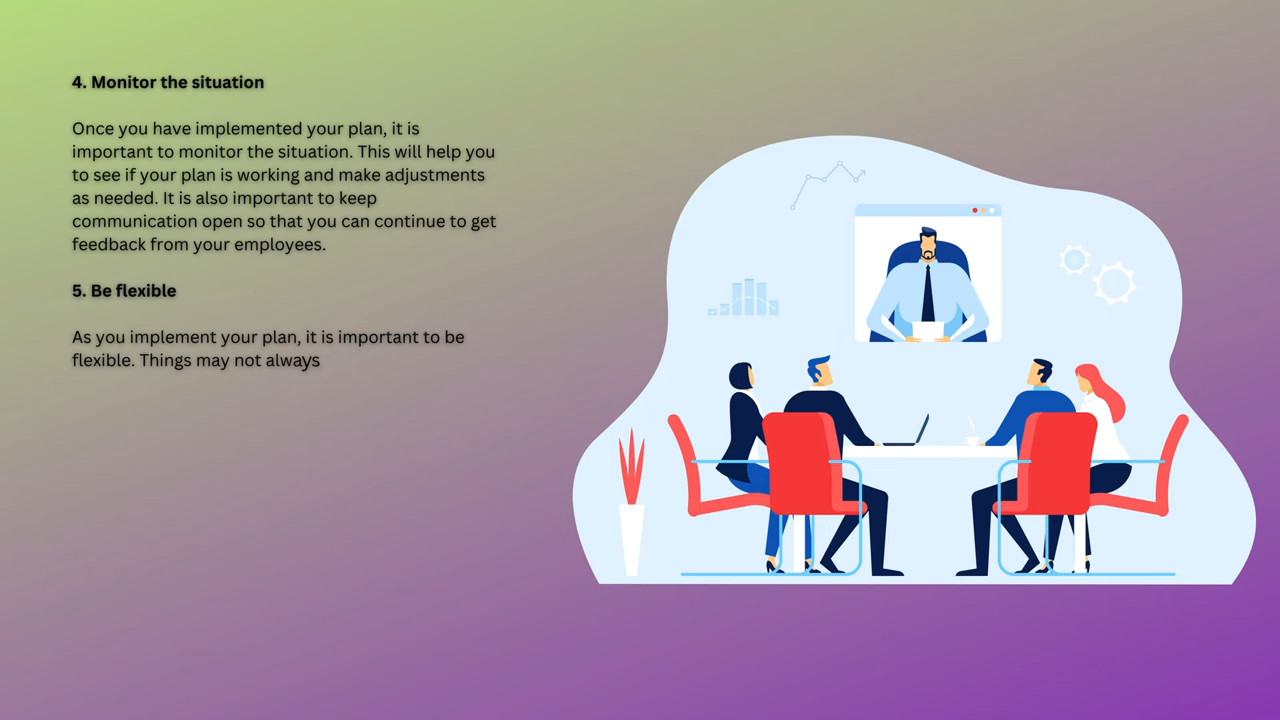 4. Monitor the situation
Once you have implemented your plan, it is
important to monitor the situation. This will help you
to see if your plan is working and make adjustments
as needed. It is also important to keep
communication open so that you can continue to get
feedback from your employees.
5. Be flexible
As you implement your plan, it is important to be
flexible. Things may not always